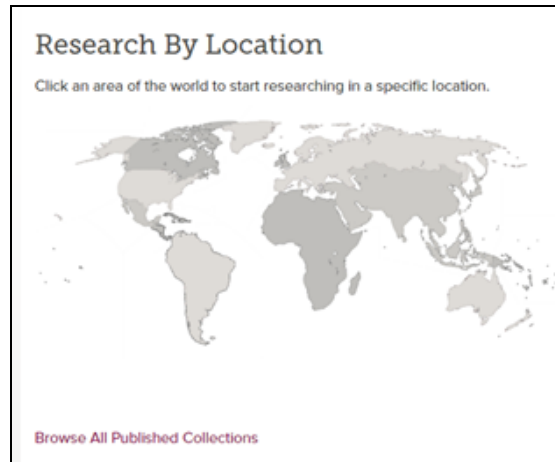 Research By Location
Click an area of the world to start researching in a specific location.
Browse All Published Collections